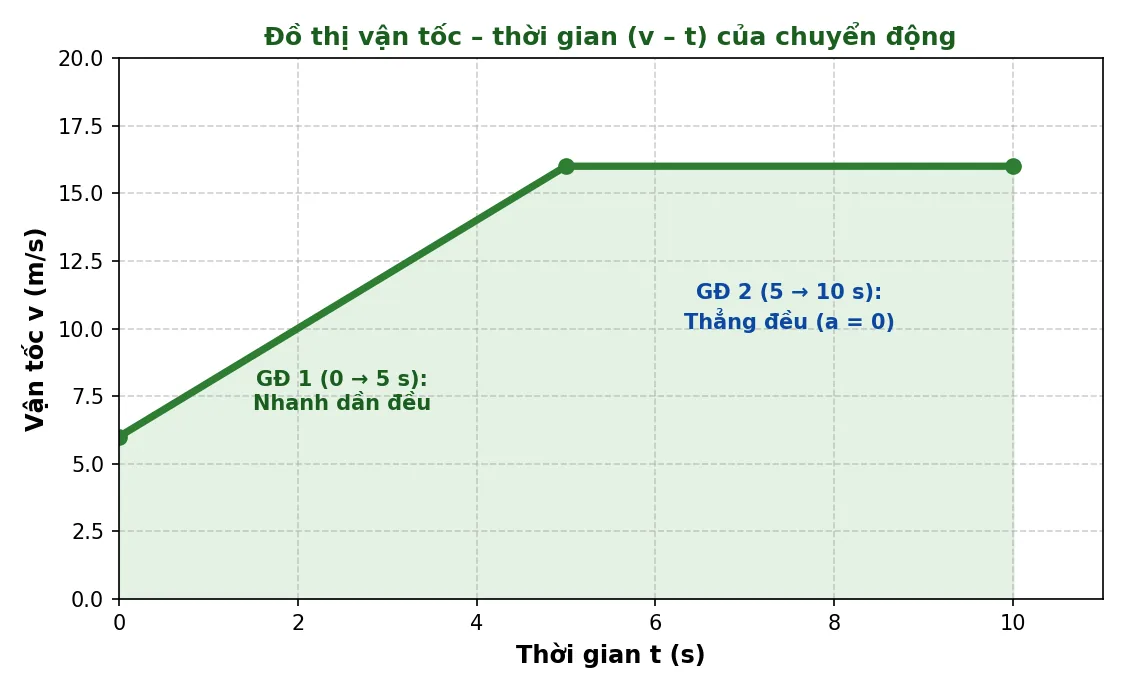 Đồ thị vận tốc – thời gian (v – t) của chuyển động
Vận tốc v (m/s)
20.0
17.5
15.0
12.5
10.0
7.5
5.0
2.5
0.0
GĐ 2 (5 → 10 s):
Thẳng đều (a = 0)
GĐ 1 (0 → 5 s):
Nhanh dần đều
0 2 4 6 8 10
Thời gian t (s)